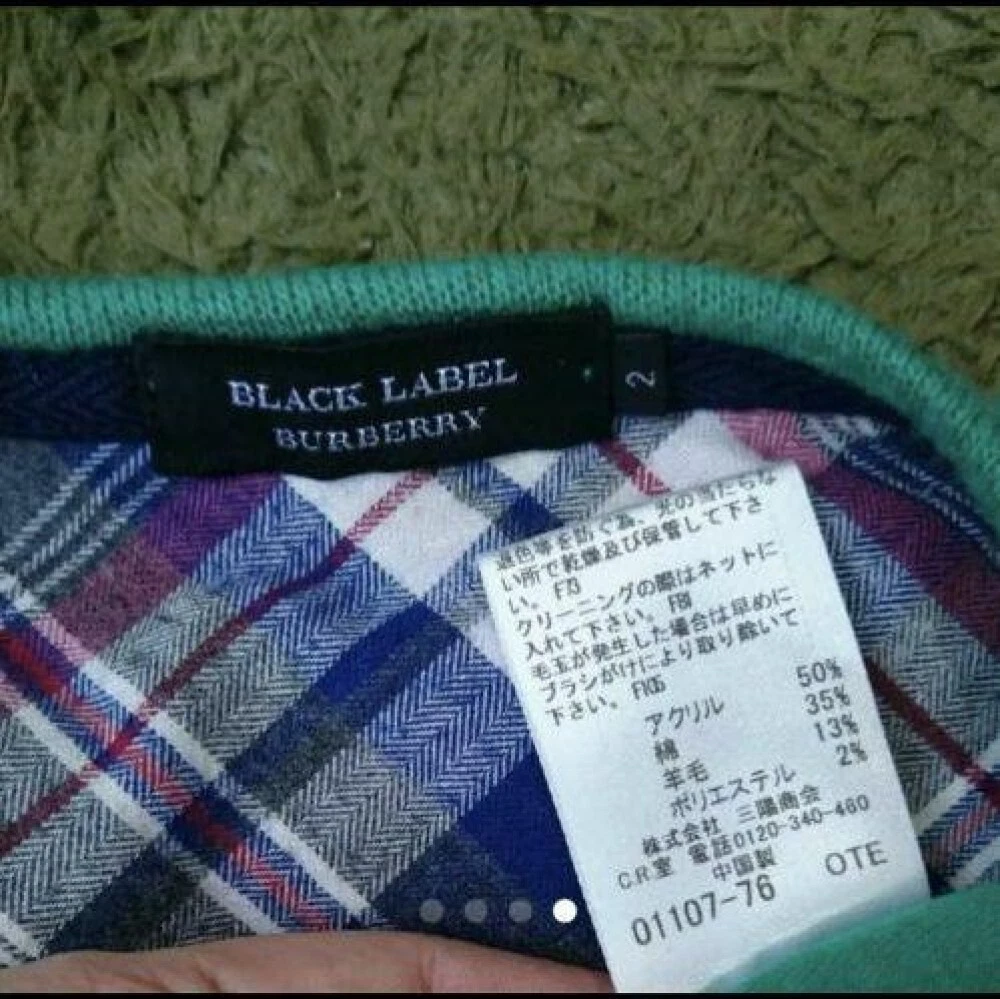 BLACK LABEL
BURBERRY
2
退色等を防ぐ為、光の当たらな
い所で乾燥及び保管して下さ
い。 F73
クリーニングの際はネットに
入れて下さい。 F91
毛玉が発生した場合は早めに
ブラシがけにより取り除いて
下さい。 FK05
アクリル 50%
綿 35%
羊毛 13%
ポリエステル 2%
株式会社 三陽商会
C.R.室 電話0120-340-460
中国製
01107-76 OTE